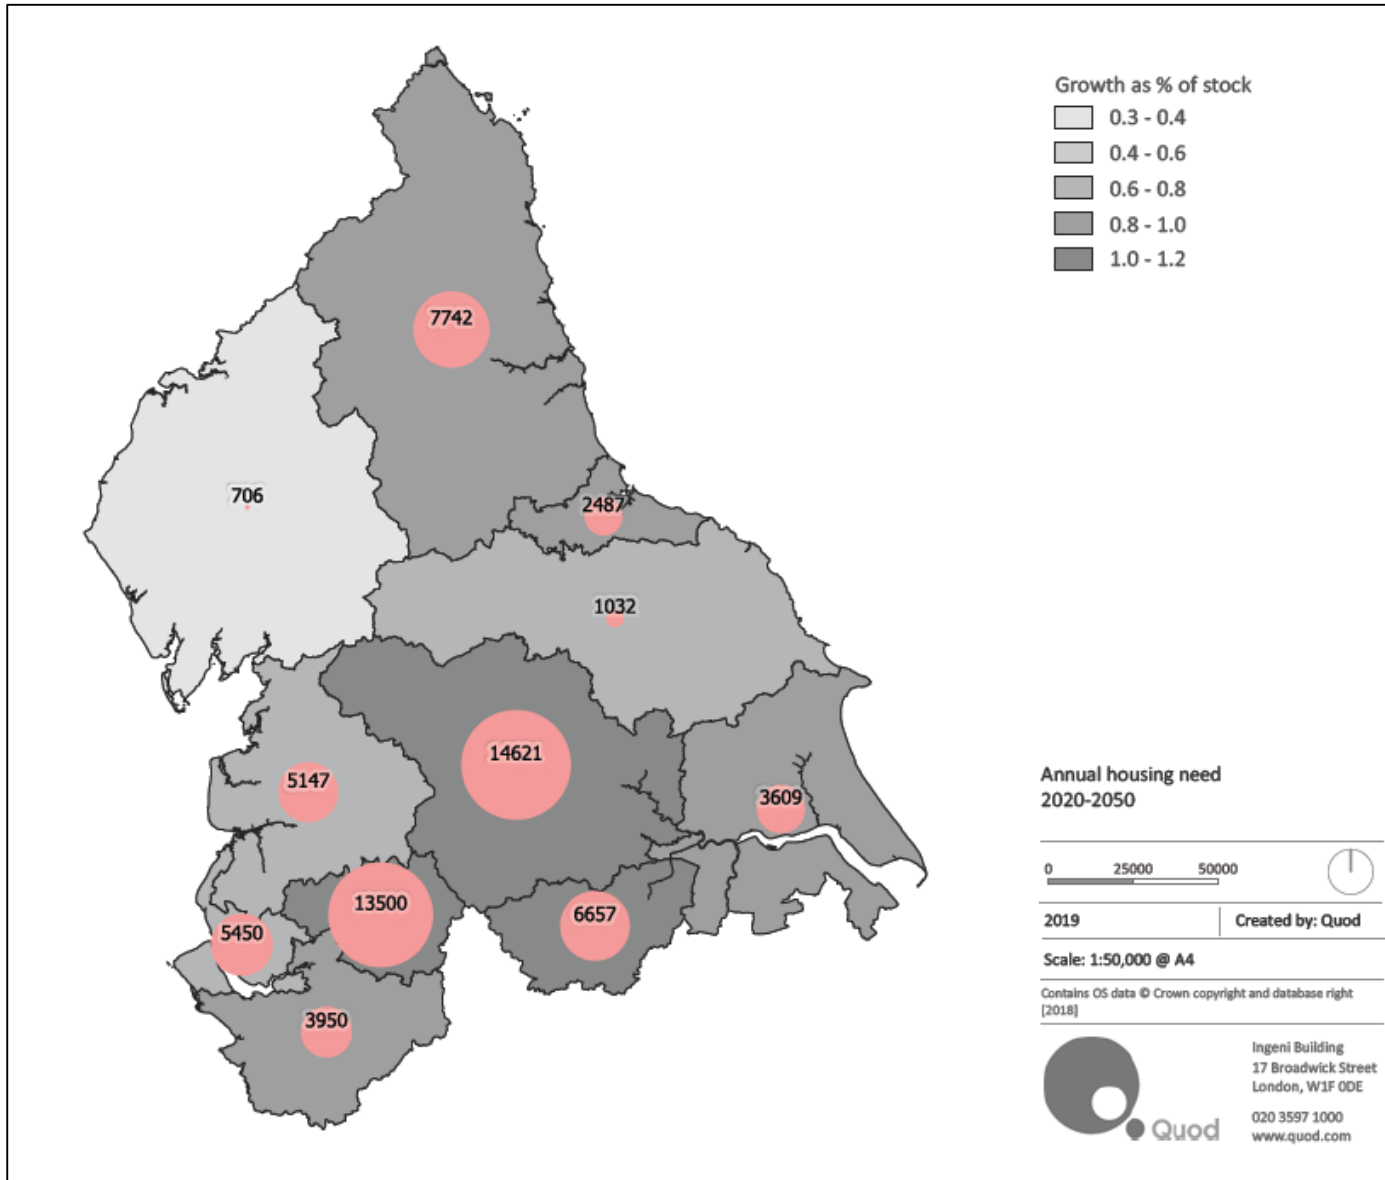 Growth as % of stock
0.3 - 0.4
0.4 - 0.6
0.6 - 0.8
0.8 - 1.0
1.0 - 1.2
7742
706
2487
1032
14621
5147
3609
13500
6657
5450
3950
Annual housing need
2020-2050
0 25000 50000
2019 Created by: Quod
Scale: 1:50,000 @ A4
Contains OS data © Crown copyright and database right
[2018]
Quod
Ingeni Building
17 Broadwick Street
London, W1F 0DE
020 3597 1000
www.quod.com